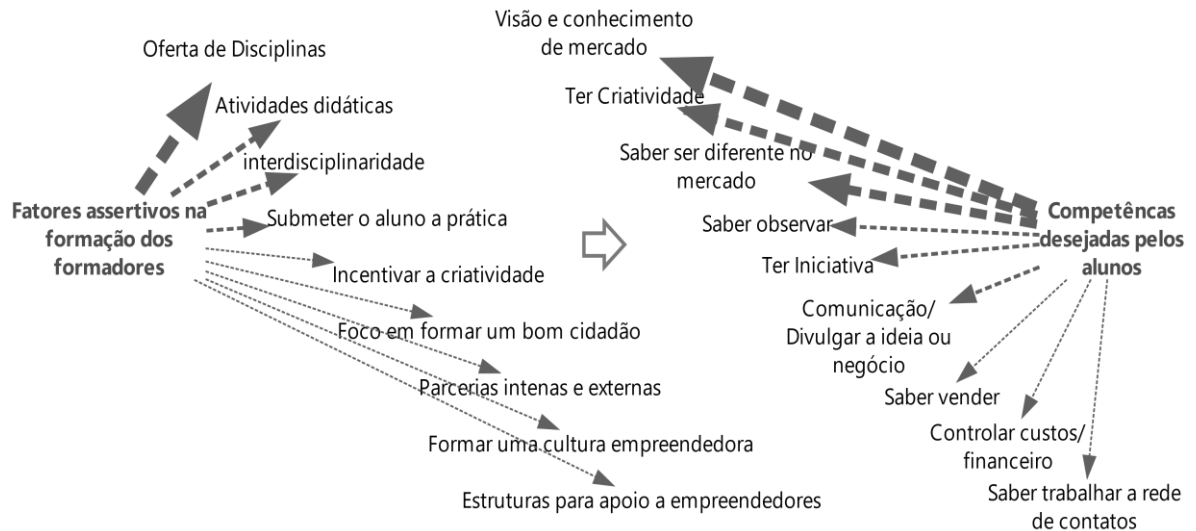 Oferta de Disciplinas
Atividades didáticas
interdisciplinaridade
Fatores assertivos na
formação dos
formadores
Submeter o aluno a prática
Incentivar a criatividade
Foco em formar um bom cidadão
Parcerias intenas e externas
Formar uma cultura empreendedora
Estruturas para apoio a empreendedores
Visão e conhecimento
de mercado
Ter Criatividade
Saber ser diferente no
mercado
Saber observar
Ter Iniciativa
Comunicação/
Divulgar a ideia ou
negócio
Saber vender
Controlar custos/
financeiro
Saber trabalhar a rede
de contatos
Competêncas
desejadas pelos
alunos